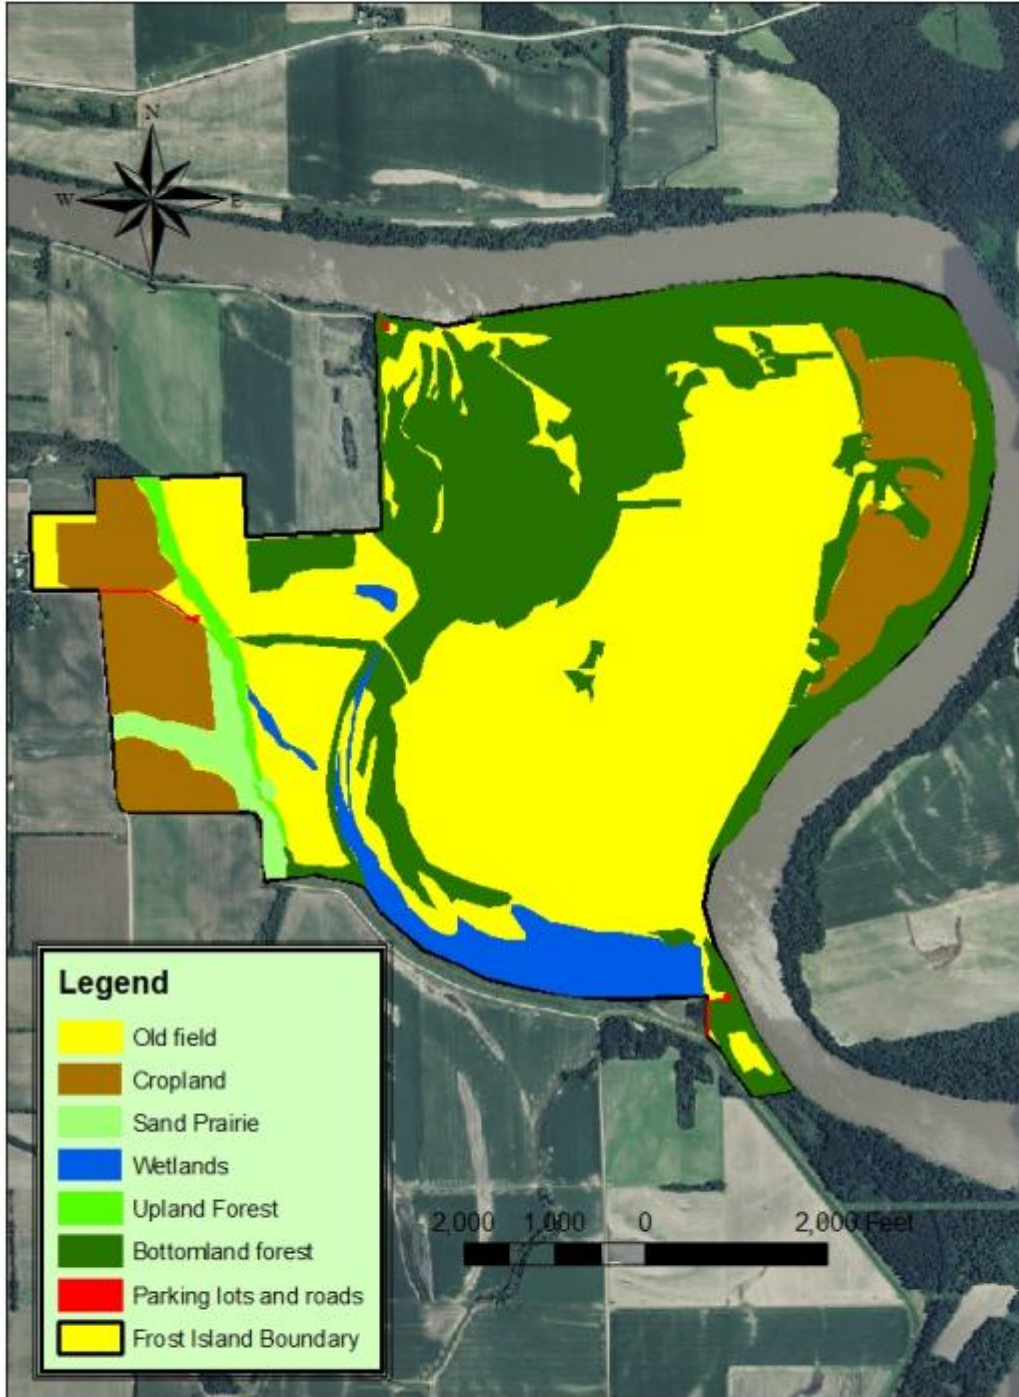 N
W E
S
Legend
Old field
Cropland
Sand Prairie
Wetlands
Upland Forest
Bottomland forest
Parking lots and roads
Frost Island Boundary
2,000 1,000 0 2,000 Feet